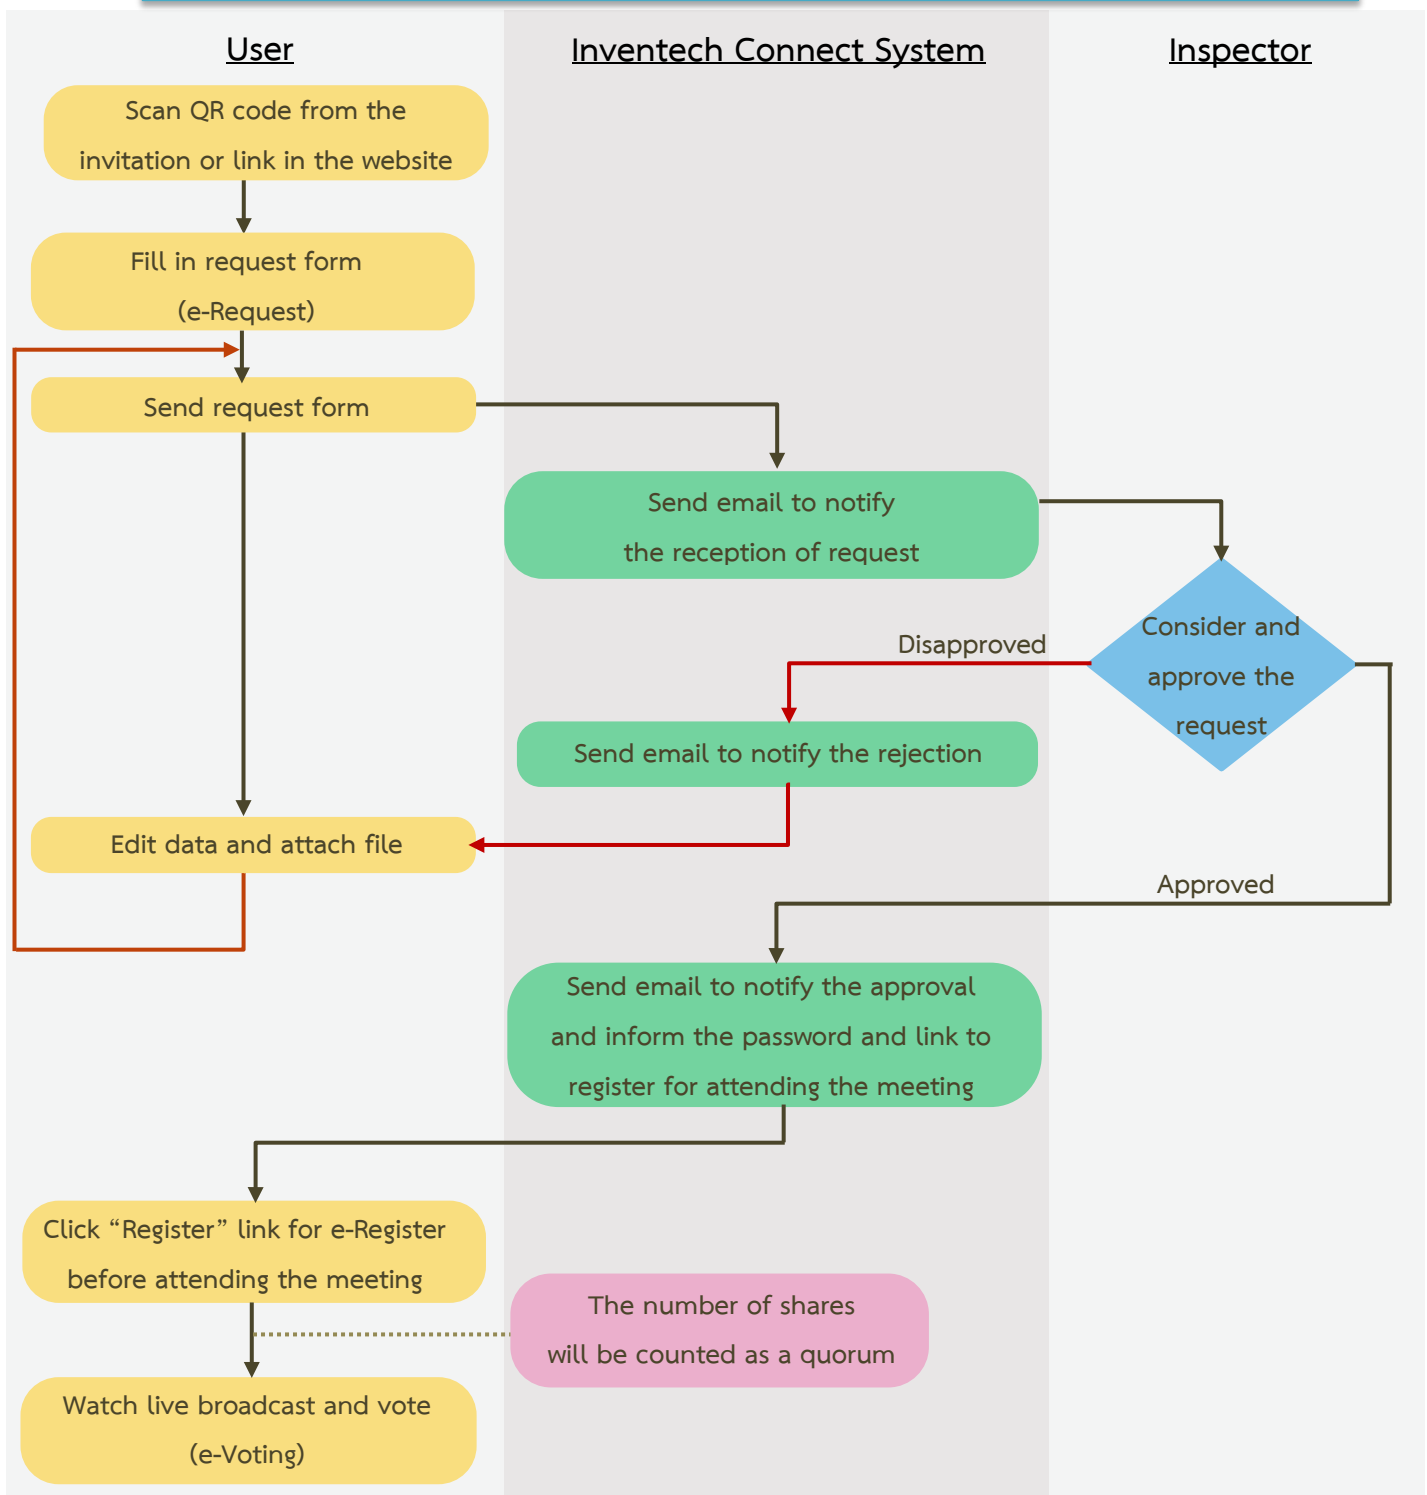 User
Inventech Connect System
Inspector
Scan QR code from the
invitation or link in the website
Fill in request form
(e-Request)
Send request form
Send email to notify
the reception of request
Consider and
approve the
request
Disapproved
Send email to notify the rejection
Edit data and attach file
Approved
Send email to notify the approval
and inform the password and link to
register for attending the meeting
Click “Register” link for e-Register
before attending the meeting
The number of shares
will be counted as a quorum
Watch live broadcast and vote
(e-Voting)